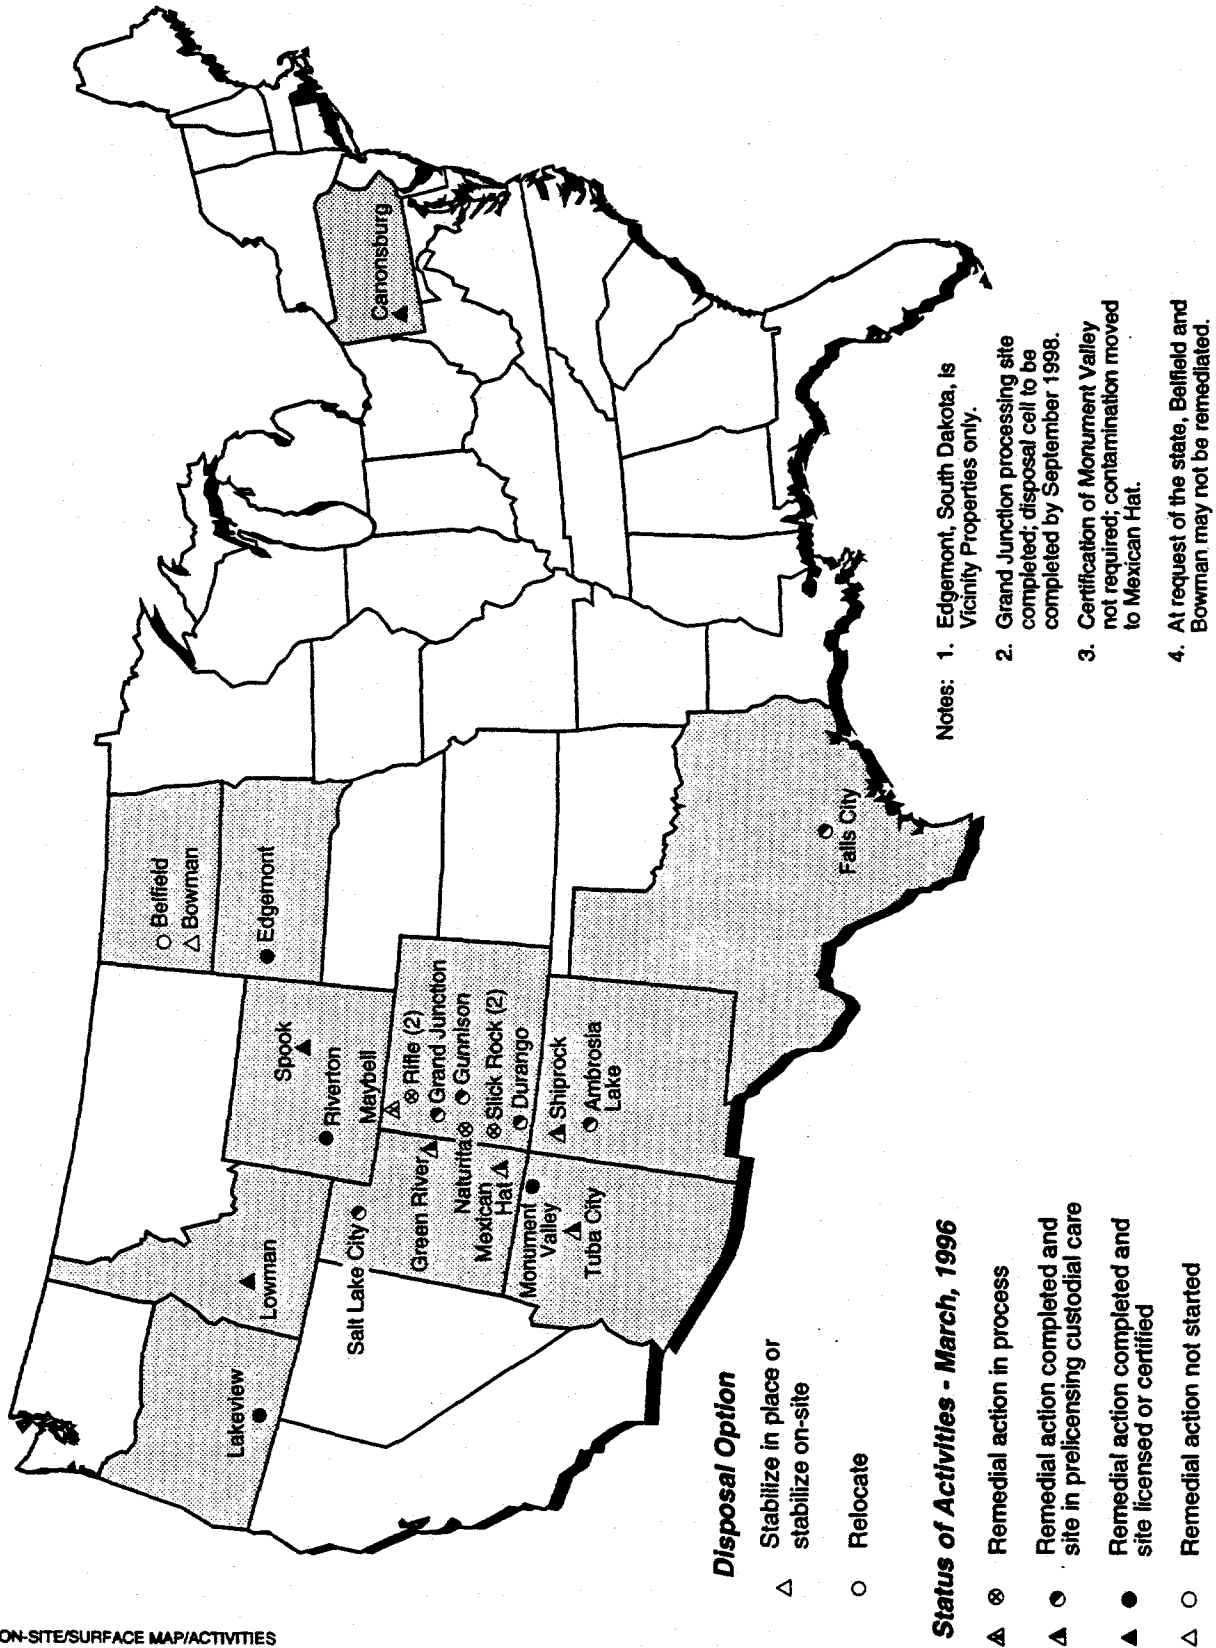 ON-SITE/SURFACE MAP/ACTIVITIES
Lakeview
Lowman
Salt Lake City
Spook
Riverton
Maybell
Belfield
Bowman
Edgemont
Rifle (2)
Grand Junction
Gunnison
Slick Rock (2)
Durango
Green River
Naturita
Mexican
Hat
Monument
Valley
Tuba City
Shiprock
Ambrosia
Lake
Falls City
Canonsburg
Disposal Option
Stabilize in place or
stabilize on-site
Relocate
Status of Activities - March, 1996
Remedial action in process
Remedial action completed and
site in prelicensing custodial care
Remedial action completed and
site licensed or certified
Remedial action not started
Notes: 1. Edgemont, South Dakota, is
Vicinity Properties only.
2. Grand Junction processing site
completed; disposal cell to be
completed by September 1998.
3. Certification of Monument Valley
not required; contamination moved
to Mexican Hat.
4. At request of the state, Belfield and
Bowman may not be remediated.